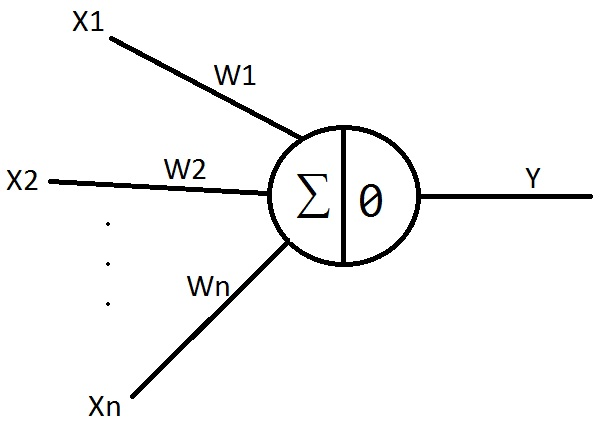 X1
W1
X2
W2
∑
θ
Y
.
.
.
Wn
Xn